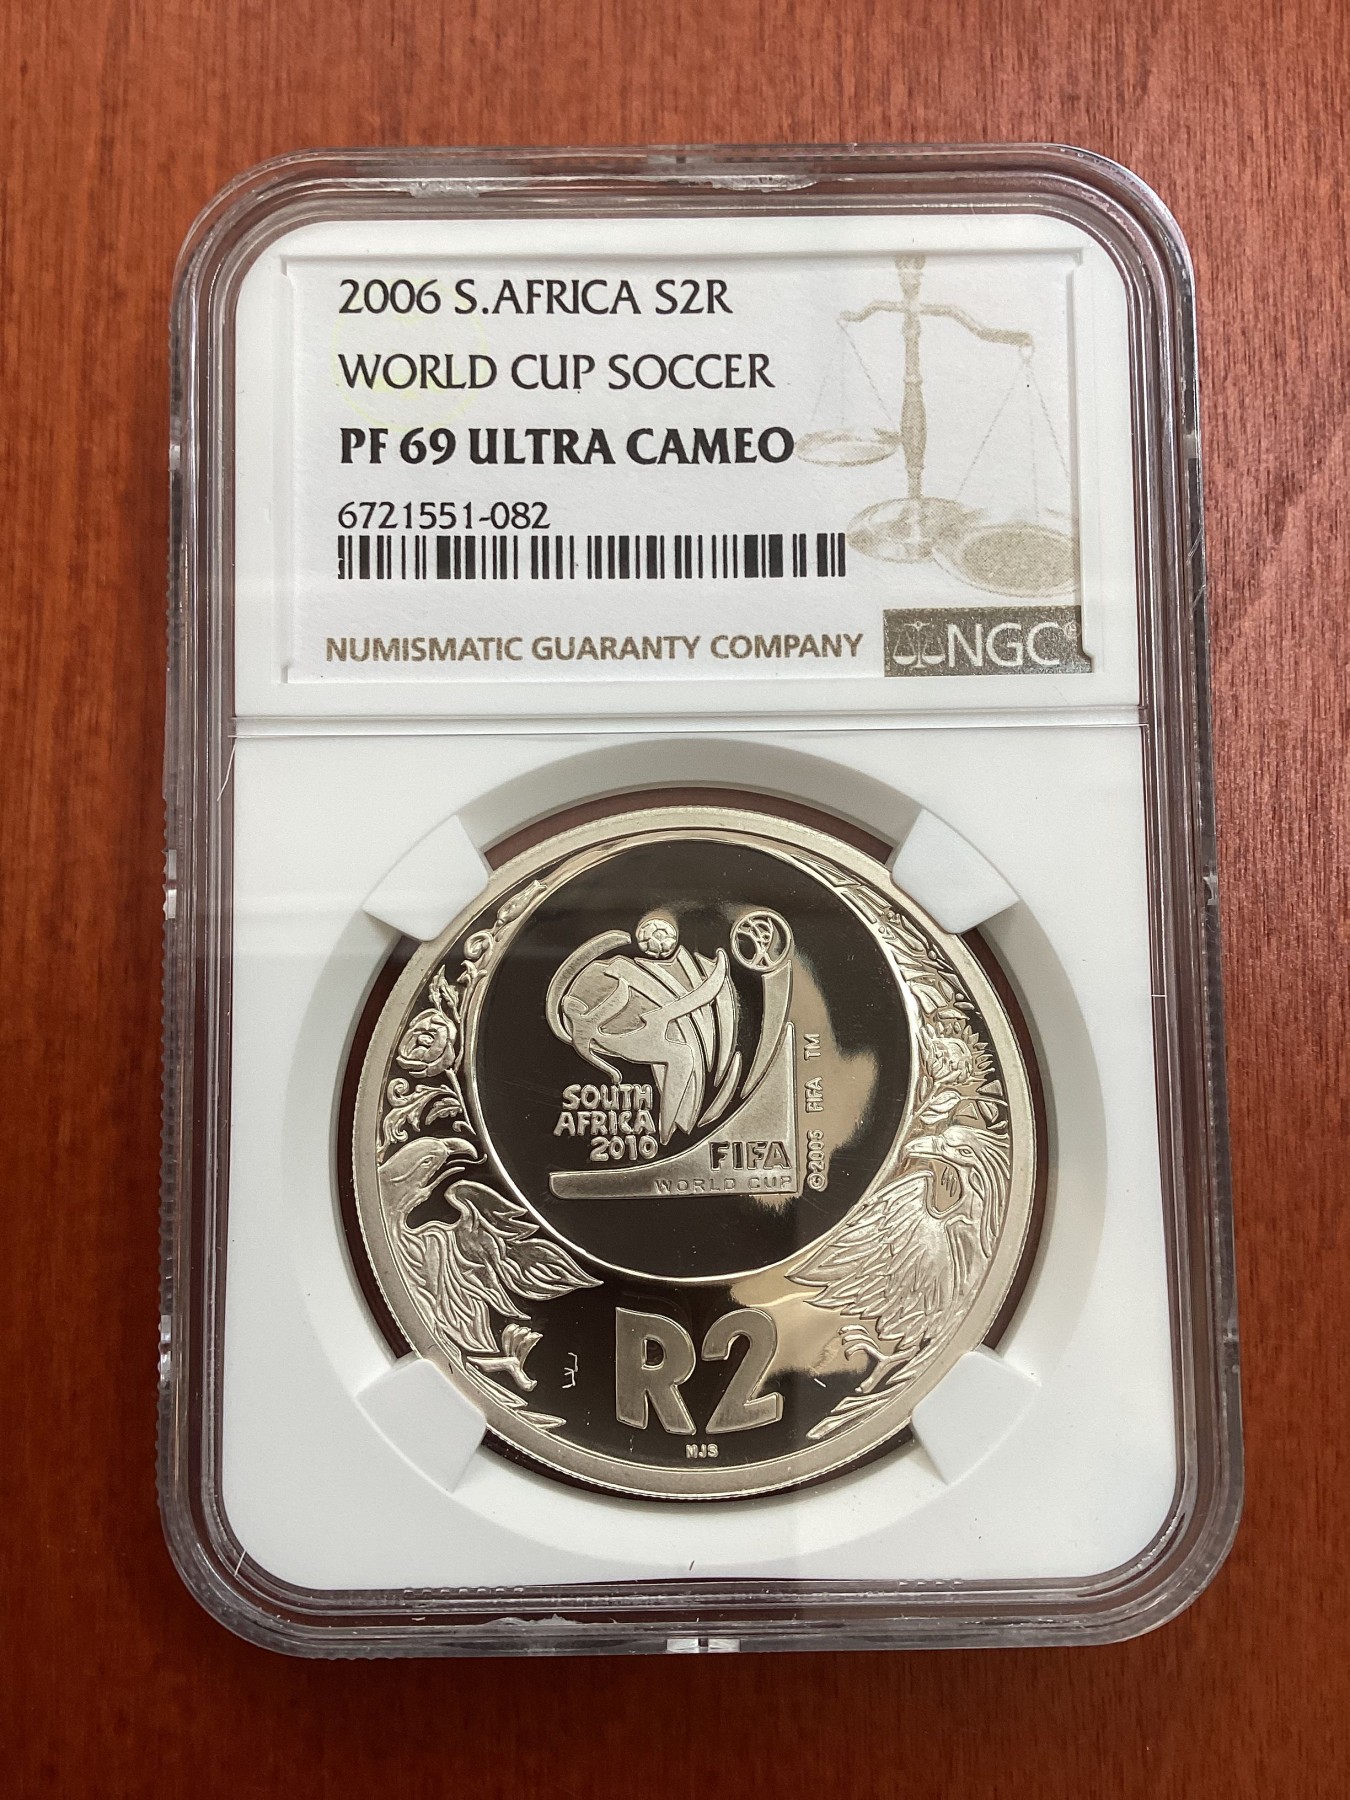 2006 S.AFRICA S2R
WORLD CUP SOCCER
PF 69 ULTRA CAMEO
6721551-082
NUMISMATIC GUARANTY COMPANY
NGC
SOUTH
AFRICA
2010
FIFA
WORLD CUP
©2005 FIFA TM
R2
MJS